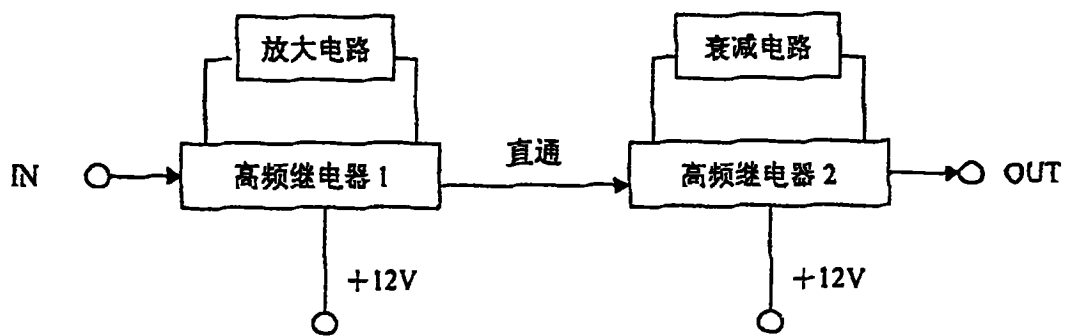 放大电路
衰减电路
IN
高频继电器1
直通
高频继电器2
OUT
+12V
+12V